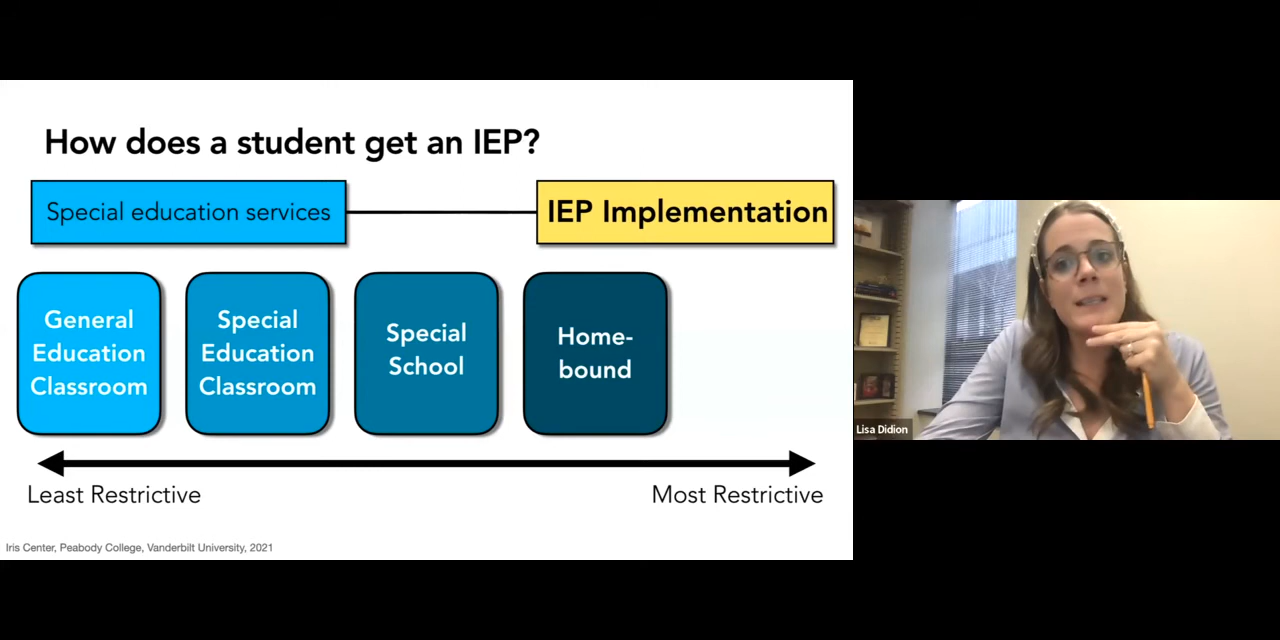 How does a student get an IEP?
Special education services
IEP Implementation
General
Education
Classroom
Special
Education
Classroom
Special
School
Home-
bound
Least Restrictive
Most Restrictive
Iris Center, Peabody College, Vanderbilt University, 2021
Lisa Didion